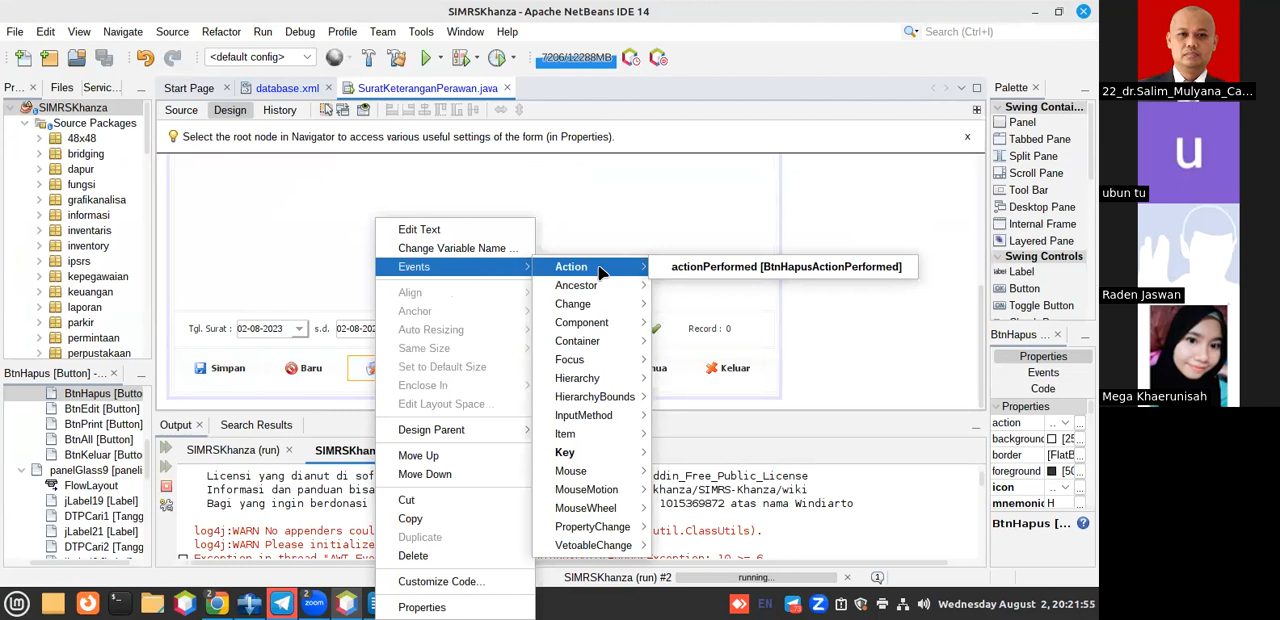 SIMRSKhanza - Apache NetBeans IDE 14
File Edit View Navigate Source Refactor Run Debug Profile Team Tools Window Help
Search (Ctrl+I)
<default config>
7206/12288MB
Pr... Files Servic...
Start Page database.xml SuratKeteranganPerawan.java
Palette
Source Design History
Select the root node in Navigator to access various useful settings of the form (in Properties). x
SIMRSKhanza
Source Packages
48x48
bridging
dapur
fungsi
grafikanalisa
informasi
inventaris
inventory
ipsrs
kepegawaian
keuangan
laporan
parkir
permintaan
perpustakaan
Edit Text
Change Variable Name ...
Events
Align
Anchor
Auto Resizing
Same Size
Set to Default Size
Enclose In
Edit Layout Space...
Design Parent
Move Up
Move Down
Cut
Copy
Duplicate
Delete
Customize Code...
Properties
Action
Ancestor
Change
Component
Container
Focus
Hierarchy
HierarchyBounds
InputMethod
Item
Key
Mouse
MouseMotion
MouseWheel
PropertyChange
VetoableChange
actionPerformed [BtnHapusActionPerformed]
Tgl. Surat : 02-08-2023 s.d. 02-08-202
Record : 0
Simpan Baru
Keluar
Swing Contai...
Panel
Tabbed Pane
Split Pane
Scroll Pane
Tool Bar
Desktop Pane
Internal Frame
Layered Pane
Swing Controls
Label
Button
Toggle Button
BtnHapus ...
Properties
Events
Code
Properties
action
background [25
border [FlatB
foreground [50
icon
mnemonic H
BtnHapus [...
BtnHapus [Button] -...
BtnHapus [Butto
BtnEdit [Button]
BtnPrint [Button]
BtnAll [Button]
BtnKeluar [Button]
panelGlass9 [paneli
FlowLayout
jLabel19 [Label]
DTPCari1 [Tangg
jLabel21 [Label]
DTPCari2 [Tangg
Output Search Results
SIMRSKhanza (run) SIMRSKhan
Licensi yang dianut di sof
Informasi dan panduan bisa
Bagi yang ingin berdonasi
ddin_Free_Public_License
khanza/SIMRS-Khanza/wiki
1015369872 atas nama Windiarto
log4j:WARN No appenders coul
util.ClassUtils).
log4j:WARN Please initialize
SIMRSKhanza (run) #2 running...
EN
Wednesday August 2, 20:21:55
22_dr.Salim_Mulyana_Ca...
u
ubun tu
Raden Jaswan
Mega Khaerunisah